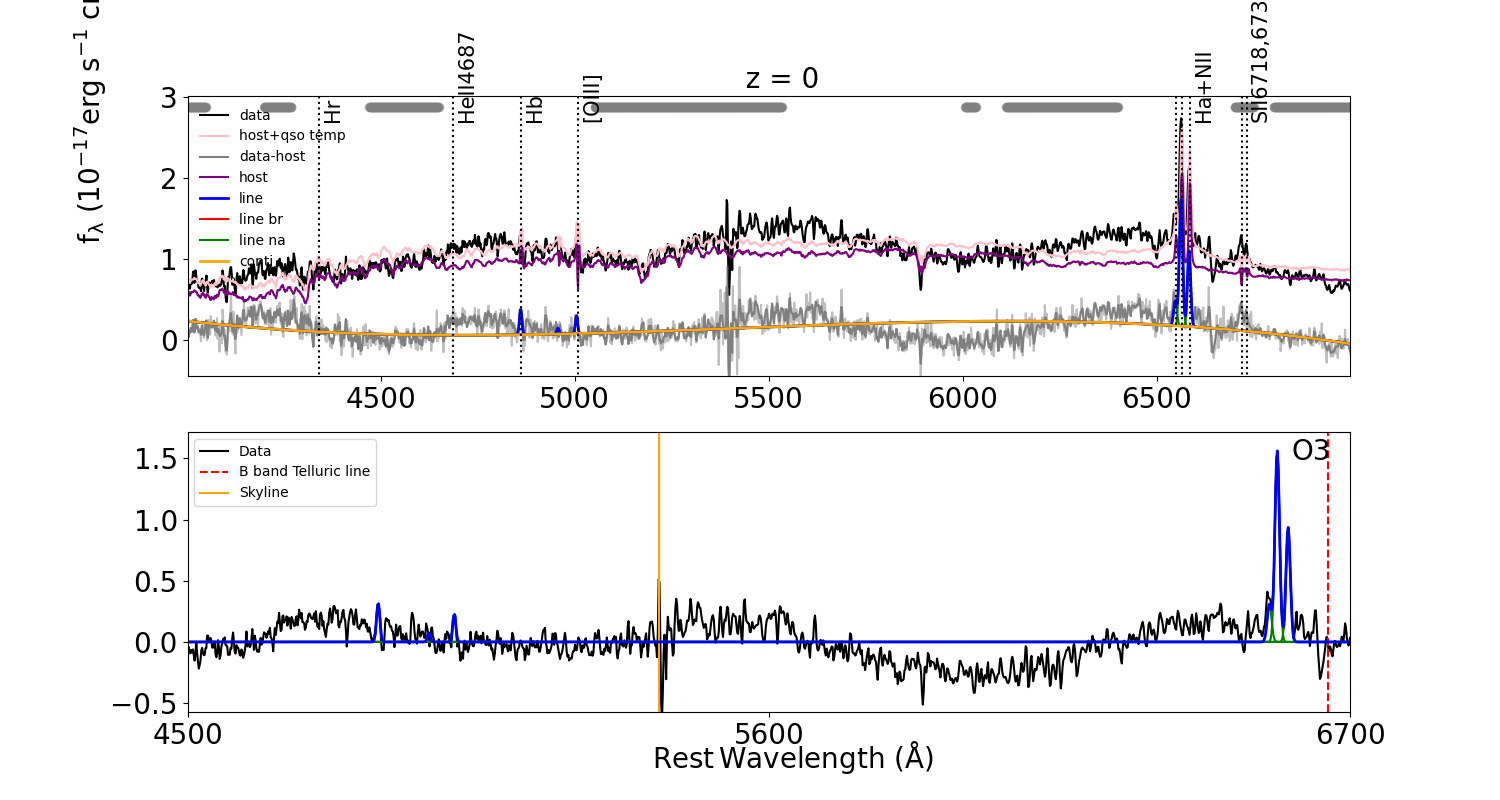 z = 0
fλ (10⁻¹⁷erg s⁻¹
3
2
1
0
data
host+qso temp
data-host
host
line
line br
line na
conti
Hr
HeII4687
Hb
[OIII]
Ha+NII
SII6718,673
4500
5000
5500
6000
6500
1.5
1.0
0.5
0.0
−0.5
Data
B band Telluric line
Skyline
O3
4500
5600
6700
Rest Wavelength (Å)